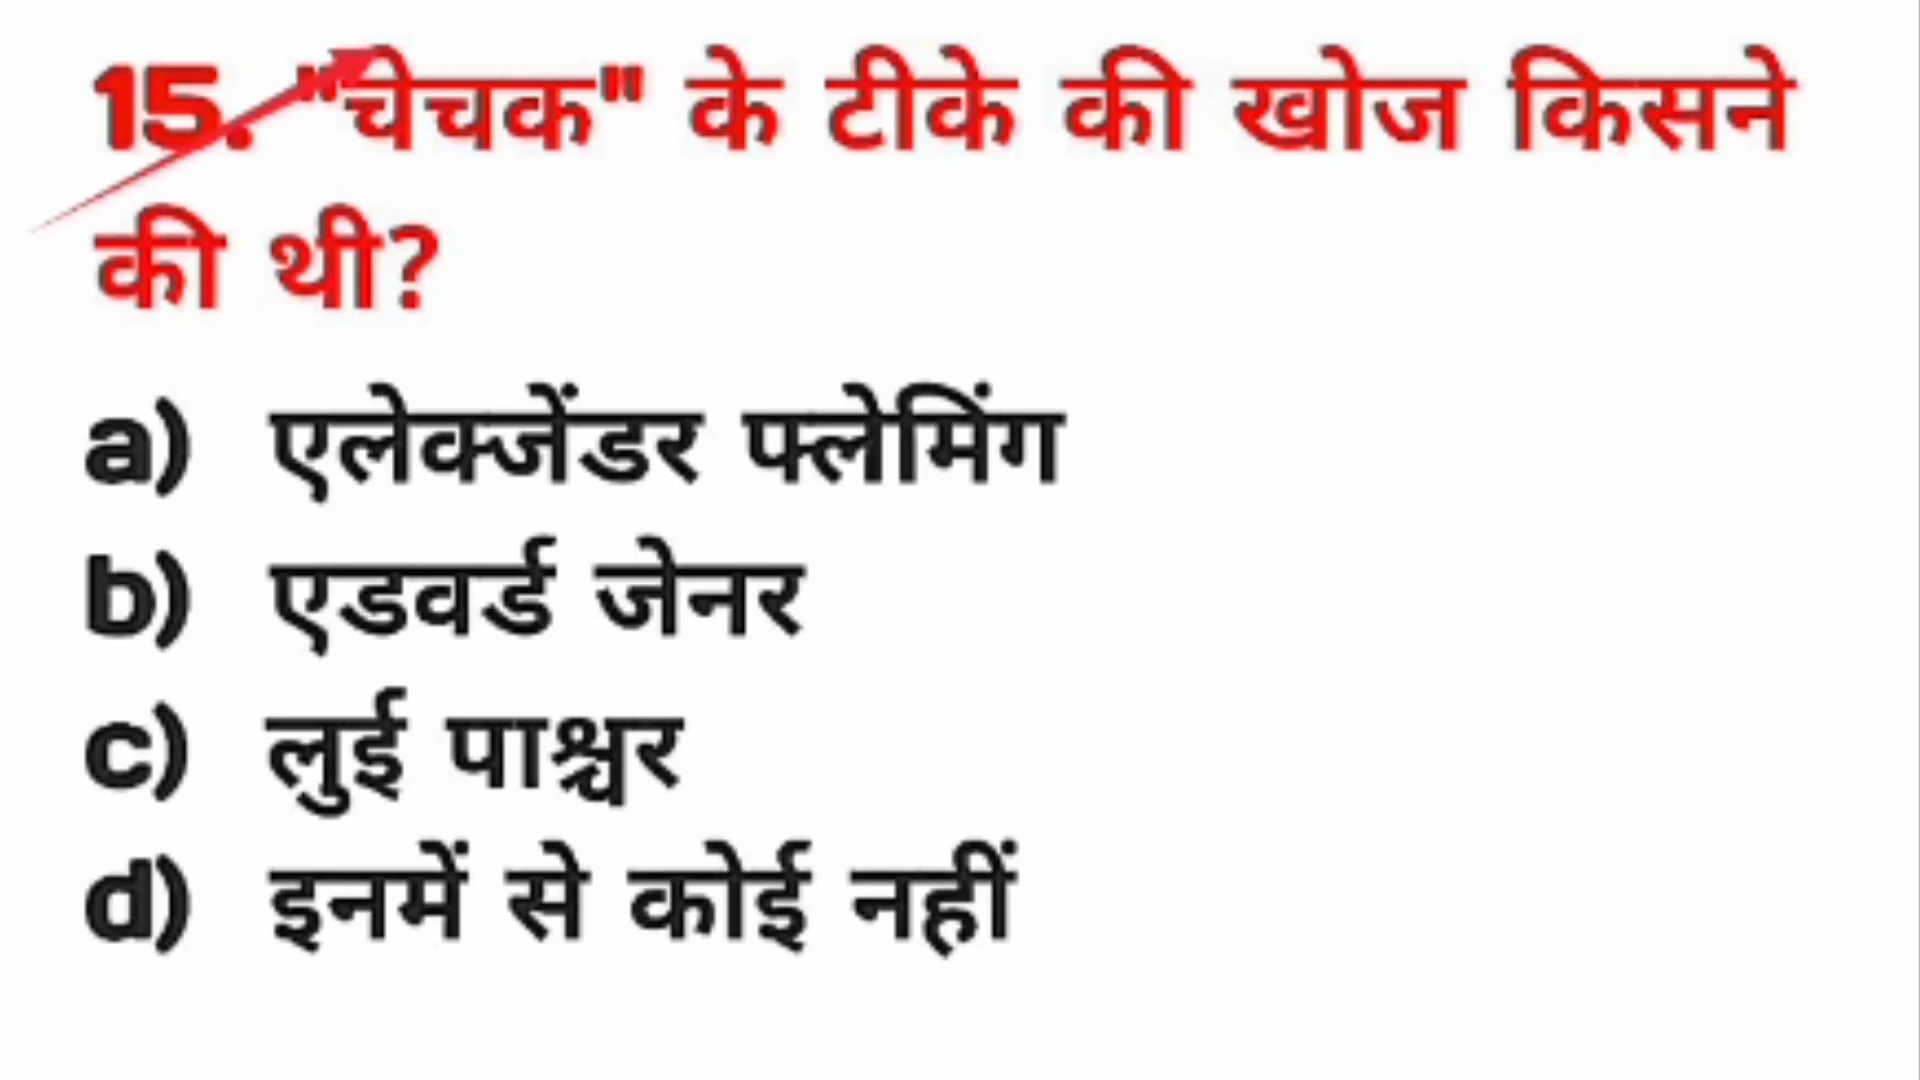 15. "चेचक" के टीके की खोज किसने
की थी?
a) एलेक्जेंडर फ्लेमिंग
b) एडवर्ड जेनर
c) लुई पाश्चर
d) इनमें से कोई नहीं